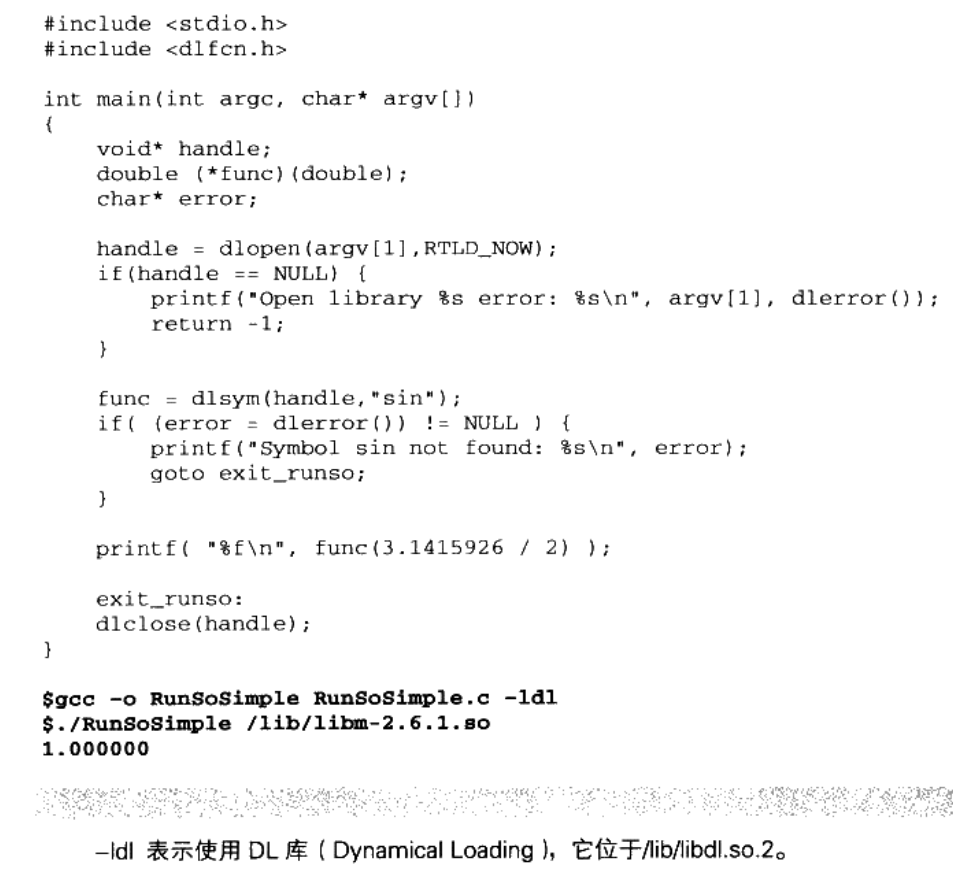 #include <stdio.h>
#include <dlfcn.h>
int main(int argc, char* argv[])
{
void* handle;
double (*func)(double);
char* error;
handle = dlopen(argv[1],RTLD_NOW);
if(handle == NULL) {
printf("Open library %s error: %s\n", argv[1], dlerror());
return -1;
}
func = dlsym(handle,"sin");
if( (error = dlerror()) != NULL ) {
printf("Symbol sin not found: %s\n", error);
goto exit_runso;
}
printf( "%f\n", func(3.1415926 / 2) );
exit_runso:
dlclose(handle);
}
$gcc -o RunSoSimple RunSoSimple.c -ldl
$./RunSoSimple /lib/libm-2.6.1.so
1.000000
–ldl 表示使用 DL 库（Dynamical Loading），它位于/lib/libdl.so.2。